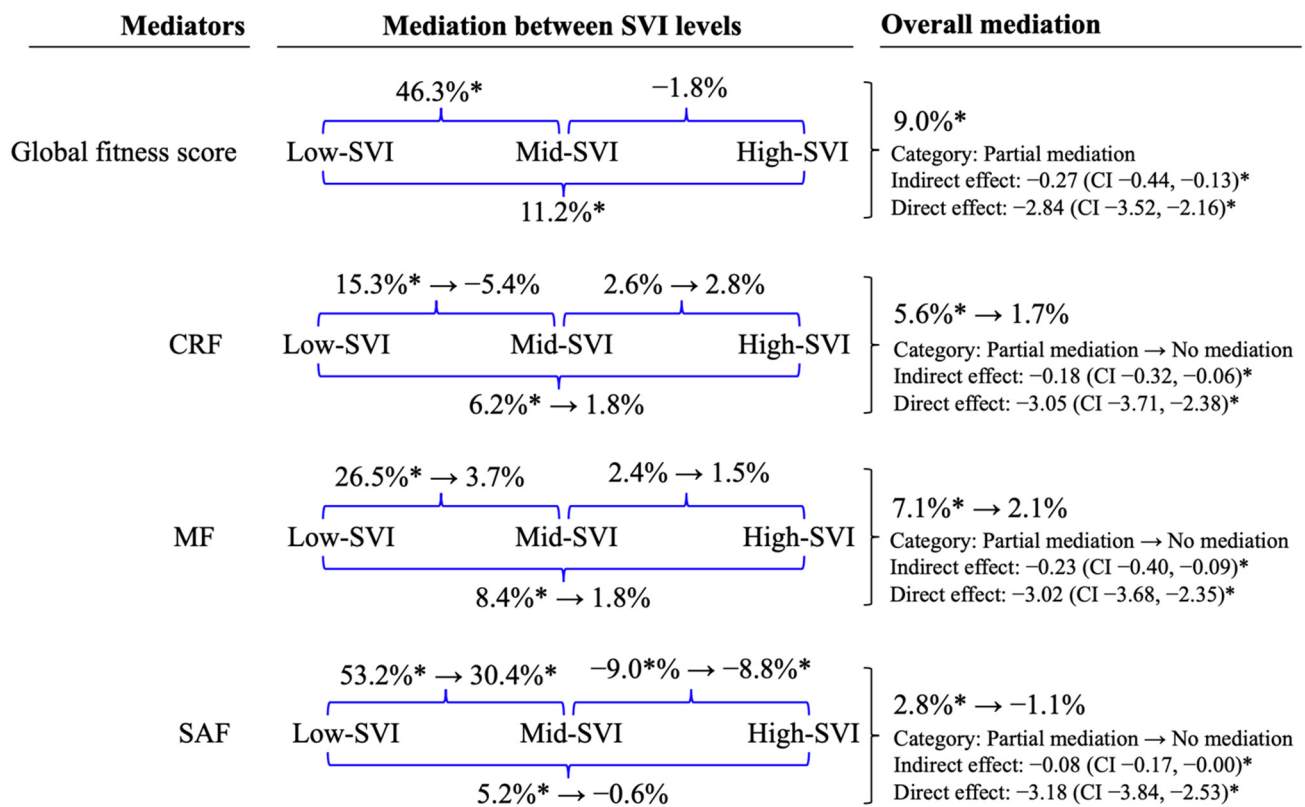 Mediators Mediation between SVI levels Overall mediation
46.3%* −1.8%
Global fitness score Low-SVI Mid-SVI High-SVI
11.2%*
9.0%*
Category: Partial mediation
Indirect effect: −0.27 (CI −0.44, −0.13)*
Direct effect: −2.84 (CI −3.52, −2.16)*
15.3%* → −5.4% 2.6% → 2.8%
CRF Low-SVI Mid-SVI High-SVI
6.2%* → 1.8%
5.6%* → 1.7%
Category: Partial mediation → No mediation
Indirect effect: −0.18 (CI −0.32, −0.06)*
Direct effect: −3.05 (CI −3.71, −2.38)*
26.5%* → 3.7% 2.4% → 1.5%
MF Low-SVI Mid-SVI High-SVI
8.4%* → 1.8%
7.1%* → 2.1%
Category: Partial mediation → No mediation
Indirect effect: −0.23 (CI −0.40, −0.09)*
Direct effect: −3.02 (CI −3.68, −2.35)*
53.2%* → 30.4%* −9.0*% → −8.8%*
SAF Low-SVI Mid-SVI High-SVI
5.2%* → −0.6%
2.8%* → −1.1%
Category: Partial mediation → No mediation
Indirect effect: −0.08 (CI −0.17, −0.00)*
Direct effect: −3.18 (CI −3.84, −2.53)*